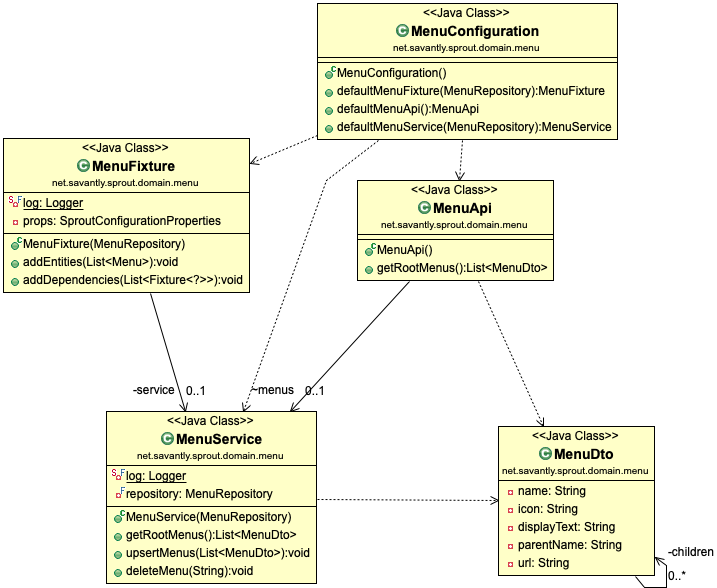 <<Java Class>>
MenuConfiguration
net.savantly.sprout.domain.menu
MenuConfiguration()
defaultMenuFixture(MenuRepository):MenuFixture
defaultMenuApi():MenuApi
defaultMenuService(MenuRepository):MenuService
<<Java Class>>
MenuFixture
net.savantly.sprout.domain.menu
log: Logger
props: SproutConfigurationProperties
MenuFixture(MenuRepository)
addEntities(List<Menu>):void
addDependencies(List<Fixture<?>>):void
<<Java Class>>
MenuApi
net.savantly.sprout.domain.menu
MenuApi()
getRootMenus():List<MenuDto>
-service 0..1
~menus 0..1
<<Java Class>>
MenuService
net.savantly.sprout.domain.menu
log: Logger
repository: MenuRepository
MenuService(MenuRepository)
getRootMenus():List<MenuDto>
upsertMenus(List<MenuDto>):void
deleteMenu(String):void
<<Java Class>>
MenuDto
net.savantly.sprout.domain.menu
name: String
icon: String
displayText: String
parentName: String
url: String
-children
0..*